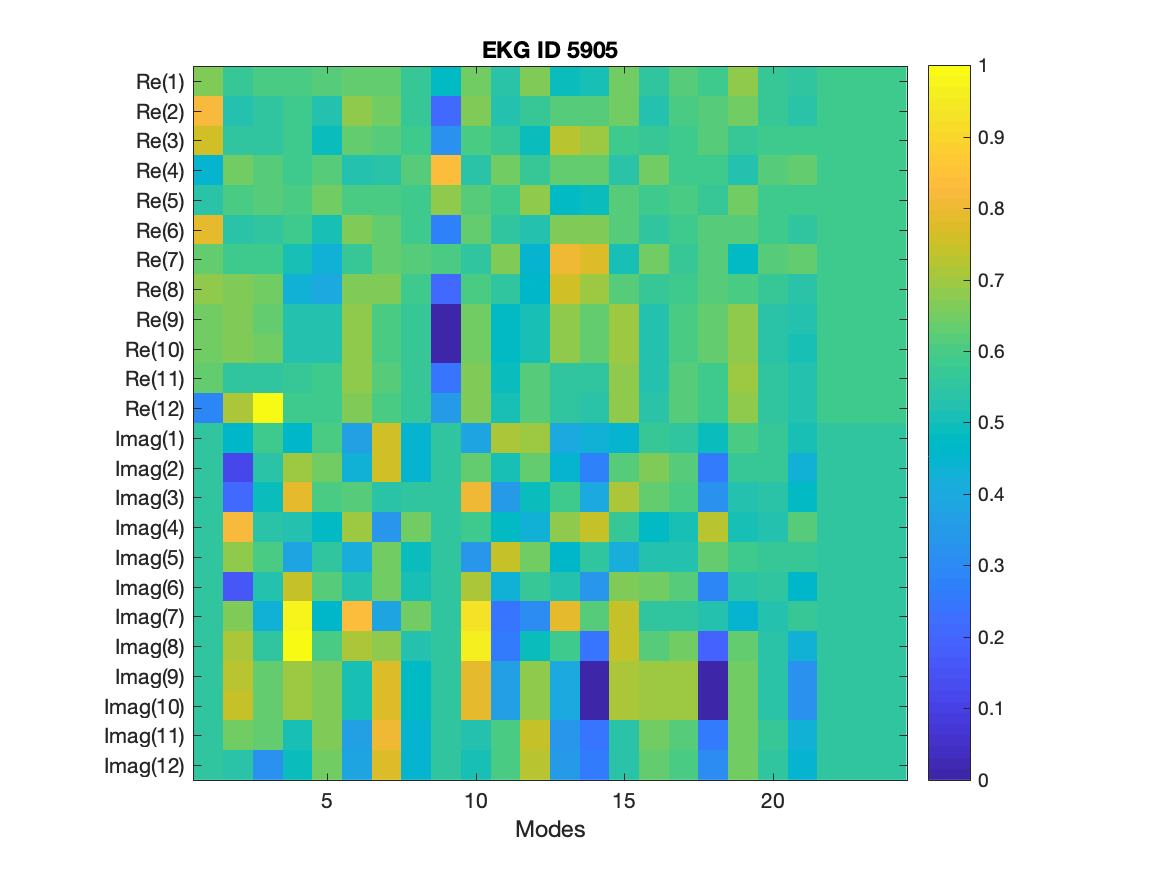 EKG ID 5905
Re(1)
Re(2)
Re(3)
Re(4)
Re(5)
Re(6)
Re(7)
Re(8)
Re(9)
Re(10)
Re(11)
Re(12)
Imag(1)
Imag(2)
Imag(3)
Imag(4)
Imag(5)
Imag(6)
Imag(7)
Imag(8)
Imag(9)
Imag(10)
Imag(11)
Imag(12)
5 10 15 20
Modes
1
0.9
0.8
0.7
0.6
0.5
0.4
0.3
0.2
0.1
0